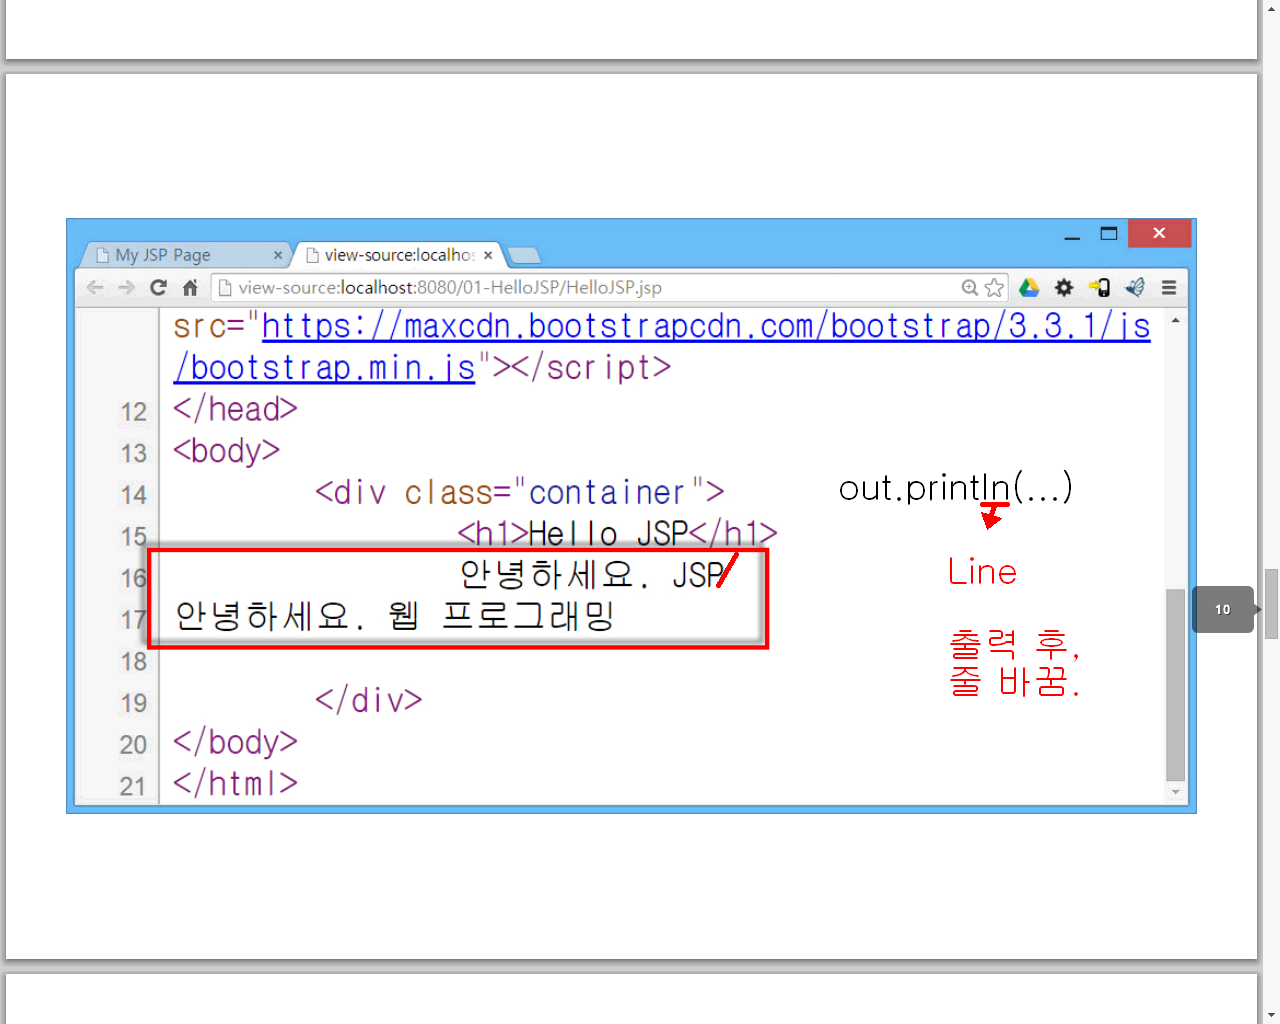 My JSP Page
view-source:localhos
view-source:localhost:8080/01-HelloJSP/HelloJSP.jsp
src="https://maxcdn.bootstrapcdn.com/bootstrap/3.3.1/js
/bootstrap.min.js"></script>
12 </head>
13 <body>
14 <div class="container">
15 <h1>Hello JSP</h1>
16 안녕하세요. JSP
17 안녕하세요. 웹 프로그래밍
18
19 </div>
20 </body>
21 </html>
out.println(...)
Line
출력 후,
줄 바꿈.
10